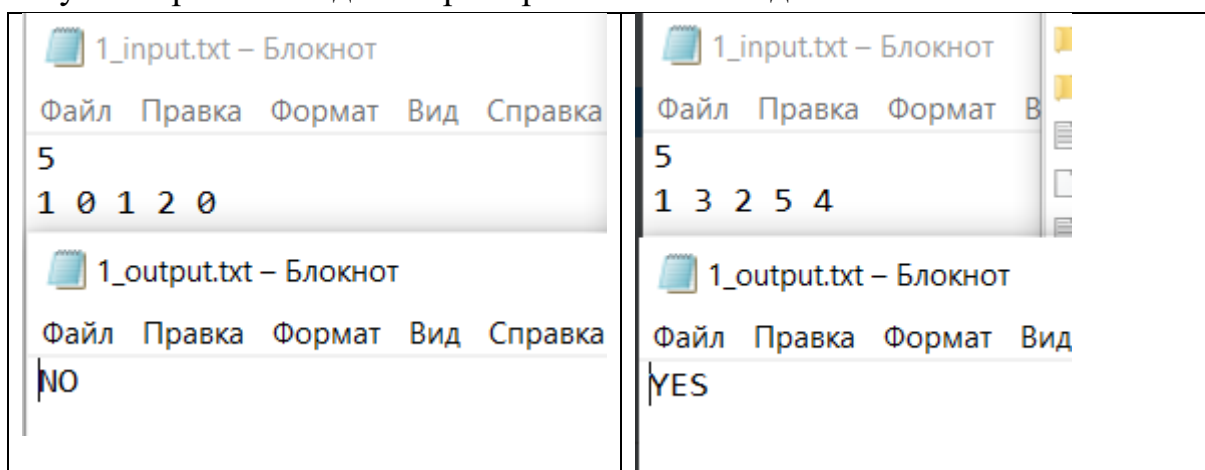 1_input.txt – Блокнот
Файл Правка Формат Вид Справка
5
1 0 1 2 0
1_output.txt – Блокнот
Файл Правка Формат Вид Справка
NO
1_input.txt – Блокнот
Файл Правка Формат В
5
1 3 2 5 4
1_output.txt – Блокнот
Файл Правка Формат Вид
YES